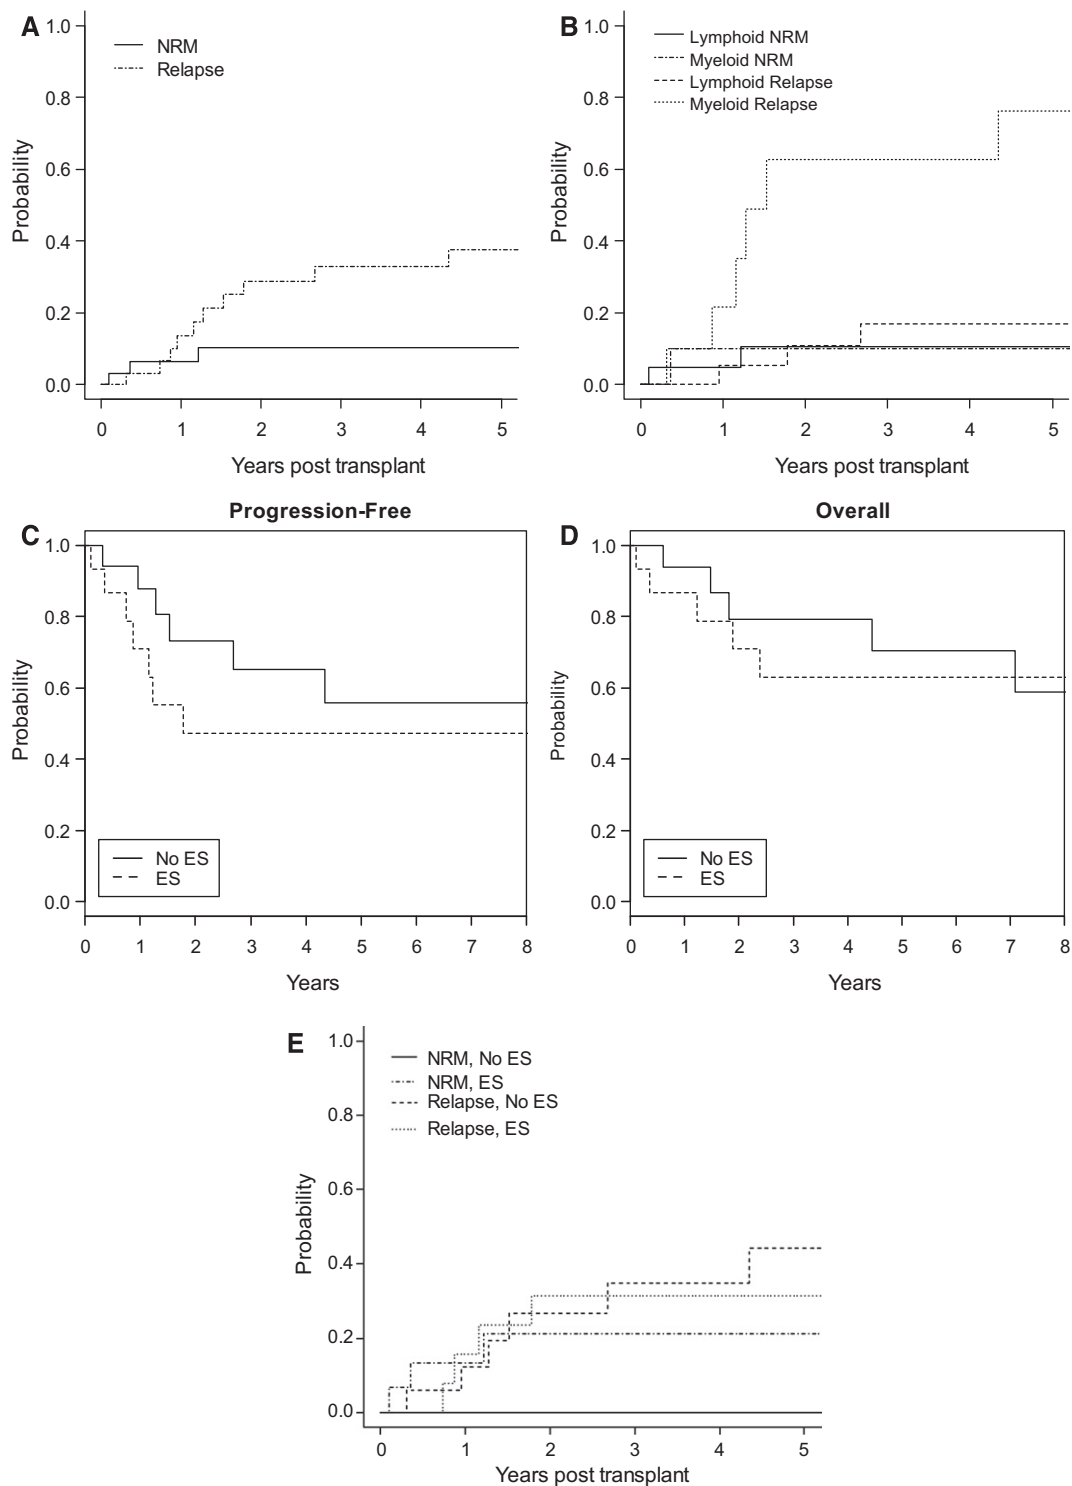 A
1.0
0.8
0.6
0.4
0.2
0.0
Probability
NRM
Relapse
0 1 2 3 4 5
Years post transplant
B
1.0
0.8
0.6
0.4
0.2
0.0
Probability
Lymphoid NRM
Myeloid NRM
Lymphoid Relapse
Myeloid Relapse
0 1 2 3 4 5
Years post transplant
C
Progression-Free
1.0
0.8
0.6
0.4
0.2
0.0
Probability
No ES
ES
0 1 2 3 4 5 6 7 8
Years
D
Overall
1.0
0.8
0.6
0.4
0.2
0.0
Probability
No ES
ES
0 1 2 3 4 5 6 7 8
Years
E
1.0
0.8
0.6
0.4
0.2
0.0
Probability
NRM, No ES
NRM, ES
Relapse, No ES
Relapse, ES
0 1 2 3 4 5
Years post transplant